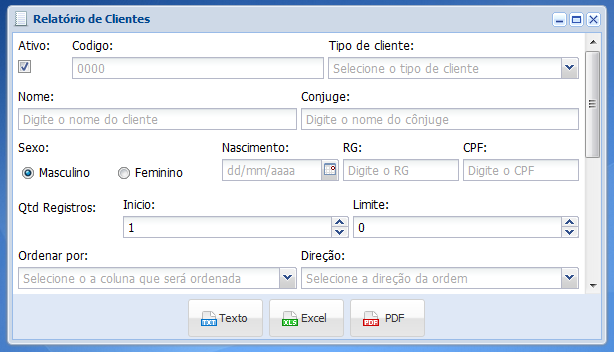 Relatório de Clientes
Ativo: Codigo: Tipo de cliente:
0000 Selecione o tipo de cliente
Nome: Conjuge:
Digite o nome do cliente Digite o nome do cônjuge
Sexo: Nascimento: RG: CPF:
Masculino Feminino dd/mm/aaaa Digite o RG Digite o CPF
Qtd Registros: Inicio: Limite:
1 0
Ordenar por: Direção:
Selecione o a coluna que será ordenada Selecione a direção da ordem
TXT Texto XLS Excel PDF PDF